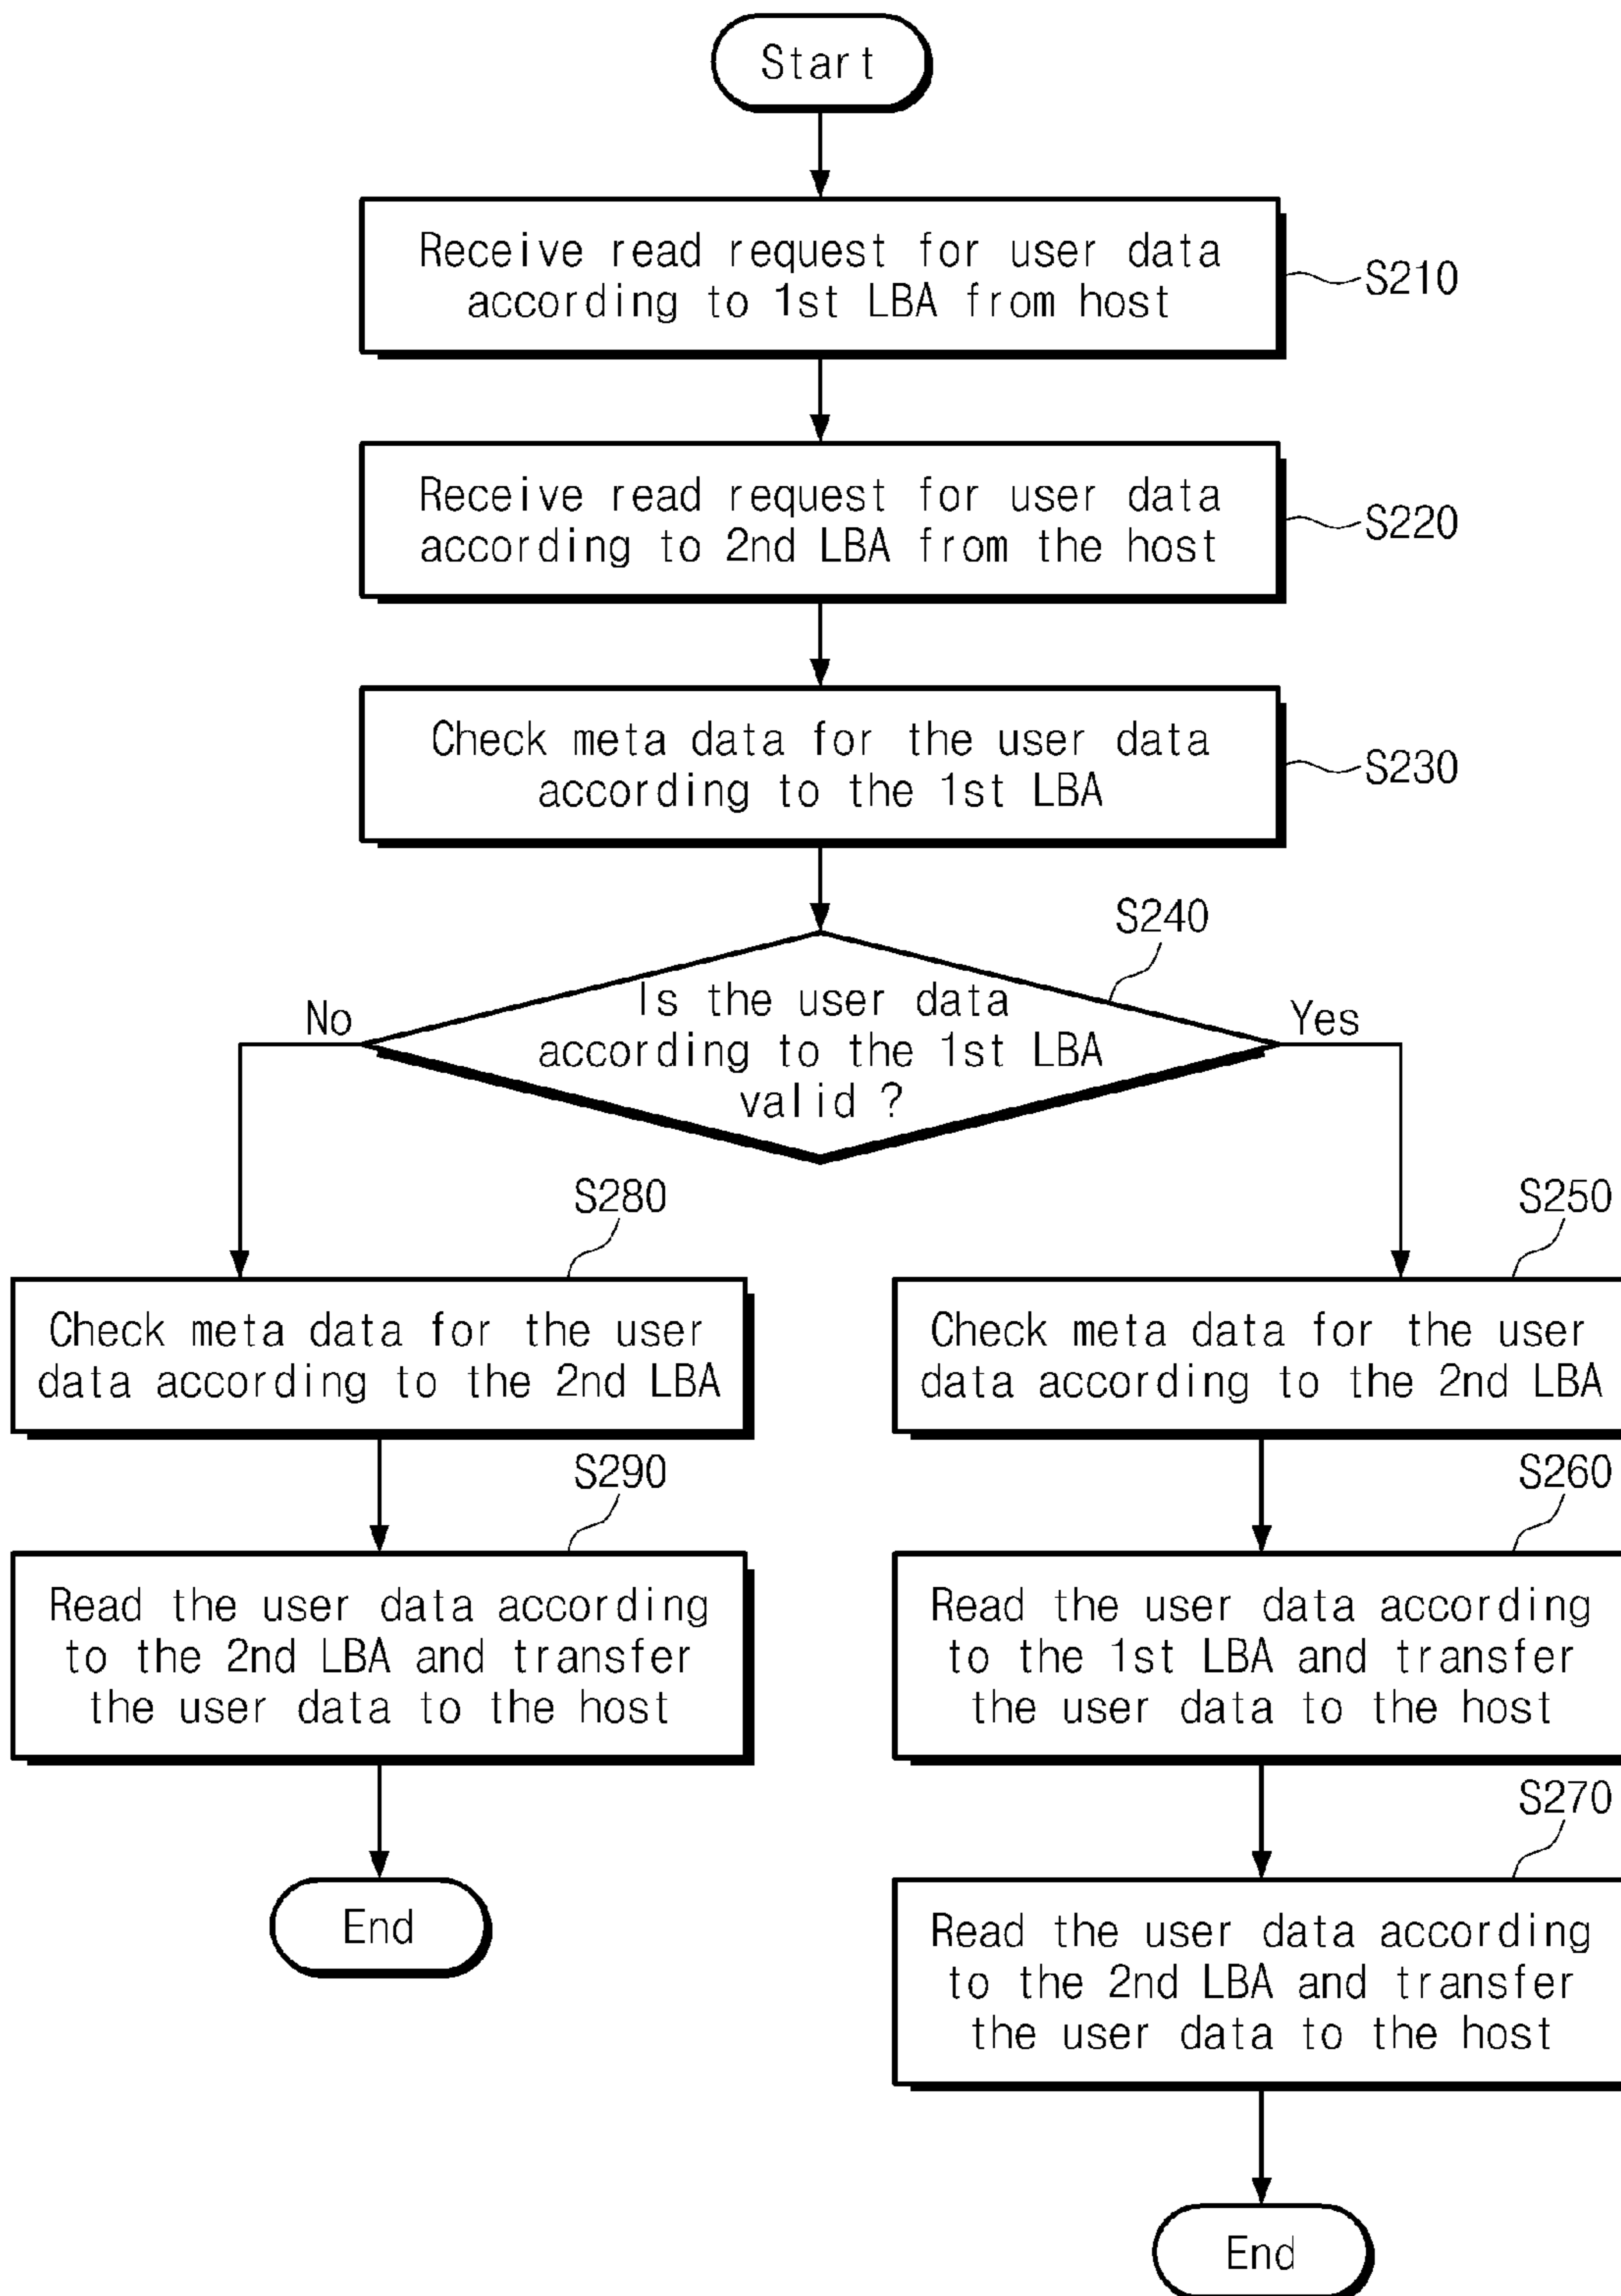 Start
Receive read request for user data
according to 1st LBA from host
S210
Receive read request for user data
according to 2nd LBA from the host
S220
Check meta data for the user data
according to the 1st LBA
S230
S240
Is the user data
according to the 1st LBA
valid ?
No
Yes
S280
Check meta data for the user
data according to the 2nd LBA
S290
Read the user data according
to the 2nd LBA and transfer
the user data to the host
End
S250
Check meta data for the user
data according to the 2nd LBA
S260
Read the user data according
to the 1st LBA and transfer
the user data to the host
S270
Read the user data according
to the 2nd LBA and transfer
the user data to the host
End